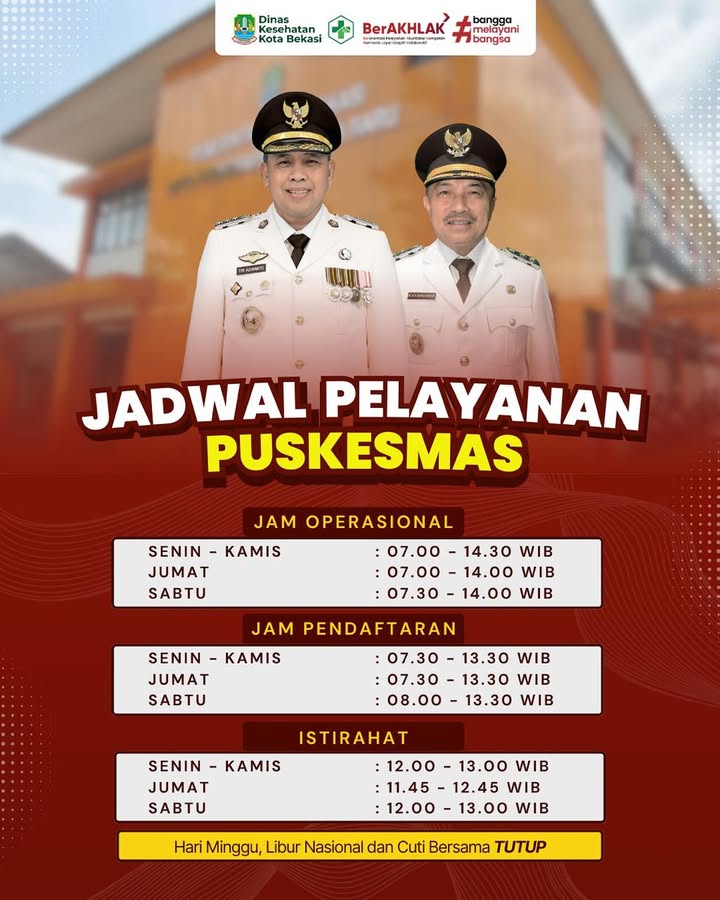 Dinas
Kesehatan
Kota Bekasi
BerAKHLAK
#bangga
melayani
bangsa
TRI ADHIANTO
JADWAL PELAYANAN
PUSKESMAS
JAM OPERASIONAL
SENIN - KAMIS : 07.00 - 14.30 WIB
JUMAT : 07.00 - 14.00 WIB
SABTU : 07.30 - 14.00 WIB
JAM PENDAFTARAN
SENIN - KAMIS : 07.30 - 13.30 WIB
JUMAT : 07.30 - 13.30 WIB
SABTU : 08.00 - 13.30 WIB
ISTIRAHAT
SENIN - KAMIS : 12.00 - 13.00 WIB
JUMAT : 11.45 - 12.45 WIB
SABTU : 12.00 - 13.00 WIB
Hari Minggu, Libur Nasional dan Cuti Bersama TUTUP